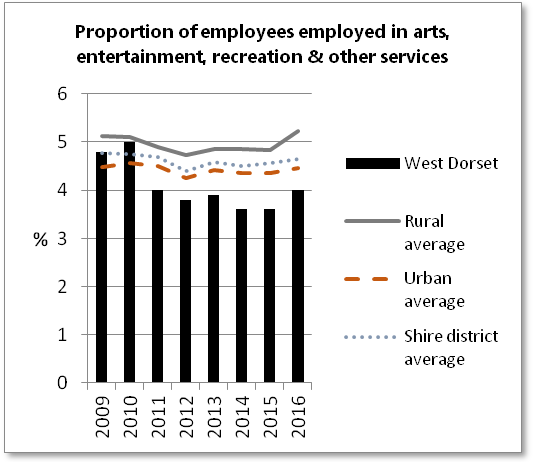 Proportion of employees employed in arts,
entertainment, recreation & other services
6
5
4
3
2
1
0
%
2009
2010
2011
2012
2013
2014
2015
2016
West Dorset
Rural
average
Urban
average
Shire district
average